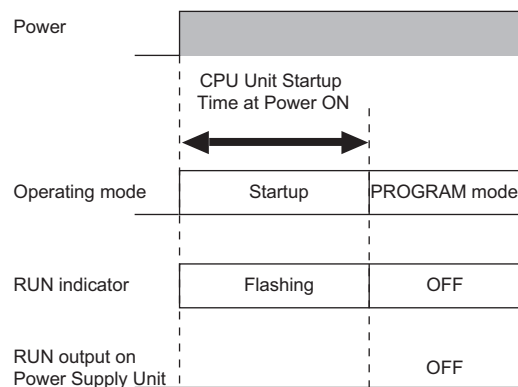 Power
CPU Unit Startup
Time at Power ON
Operating mode
Startup
PROGRAM mode
RUN indicator
Flashing
OFF
RUN output on
Power Supply Unit
OFF